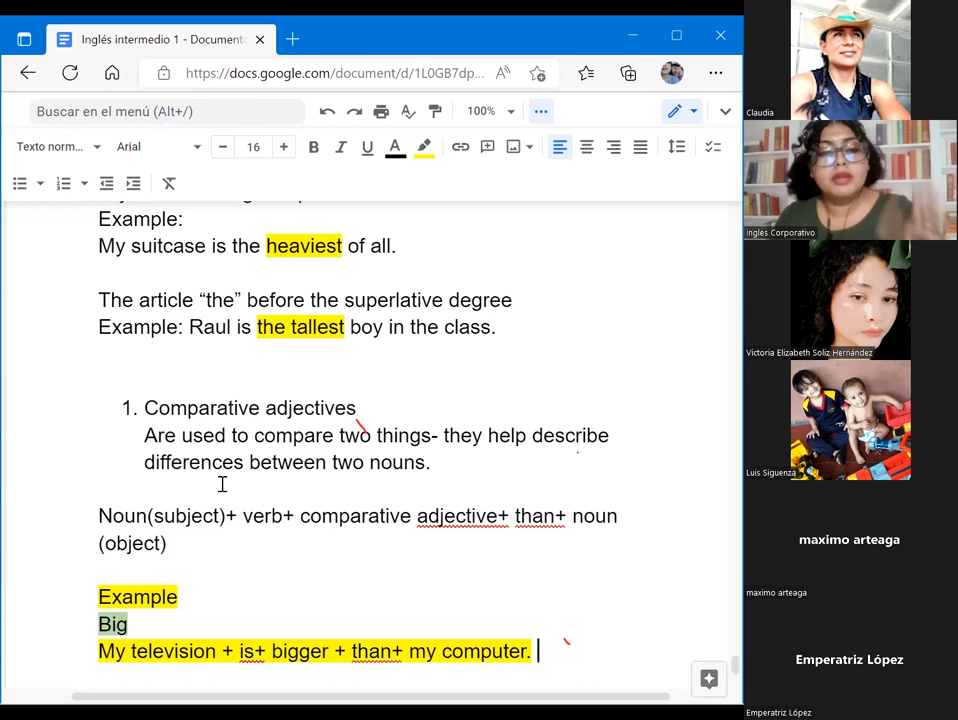 Inglés intermedio 1 - Documento
https://docs.google.com/document/d/1L0GB7dp...
Buscar en el menú (Alt+/)
100%
Texto norm...
Arial
16
Example:
My suitcase is the heaviest of all.
The article “the” before the superlative degree
Example: Raul is the tallest boy in the class.
1. Comparative adjectives
Are used to compare two things- they help describe
differences between two nouns.
Noun(subject)+ verb+ comparative adjective+ than+ noun
(object)
Example
Big
My television + is+ bigger + than+ my computer.
Claudia
Ingles Corporativo
Victoria Elizabeth Soliz Hernández
Luis Siguenza
maximo arteaga
maximo arteaga
Emperatriz López
Emperatriz López